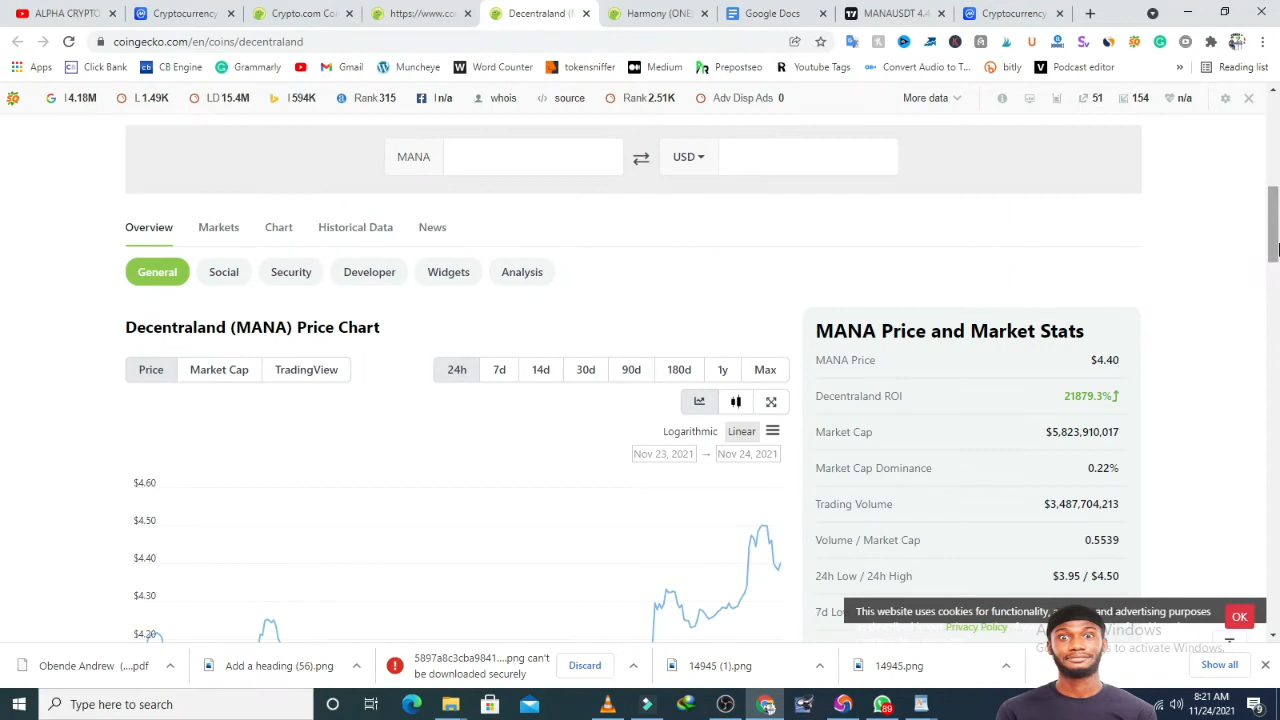 ALPHA CRYPTO
Cryptocurrency
Crypto.com Co
https://www.co
Decentraland (
Harmony (ONE)
Google Docs
MANAUSDT 4.4
Cryptocurrency
coingecko.com/en/coins/decentraland
Apps
Click Bank
CB Engine
Grammarly
Gmail
Muncheye
Word Counter
tokensniffer
Medium
Prepostseo
Youtube Tags
Convert Audio to T...
bitly
Podcast editor
»
Reading list
I 4.18M
L 1.49K
LD 15.4M
I 594K
Rank 315
I n/a
whois
source
Rank 2.51K
Adv Disp Ads 0
More data
51
154
n/a
MANA
USD
Overview
Markets
Chart
Historical Data
News
General
Social
Security
Developer
Widgets
Analysis
Decentraland (MANA) Price Chart
Price
Market Cap
TradingView
24h
7d
14d
30d
90d
180d
1y
Max
Logarithmic
Linear
Nov 23, 2021 → Nov 24, 2021
$4.60
$4.50
$4.40
$4.30
$4.20
MANA Price and Market Stats
MANA Price $4.40
Decentraland ROI 21879.3%
Market Cap $5,823,910,017
Market Cap Dominance 0.22%
Trading Volume $3,487,704,213
Volume / Market Cap 0.5539
24h Low / 24h High $3.95 / $4.50
This website uses cookies for functionality, and advertising purposes
OK
Privacy Policy
Obende Andrew (....pdf
Add a heading (56).png
5897a8c3cba9841....png can't
be downloaded securely
Discard
14945 (1).png
14945.png
Show all
Type here to search
89
8:21 AM
11/24/2021
9